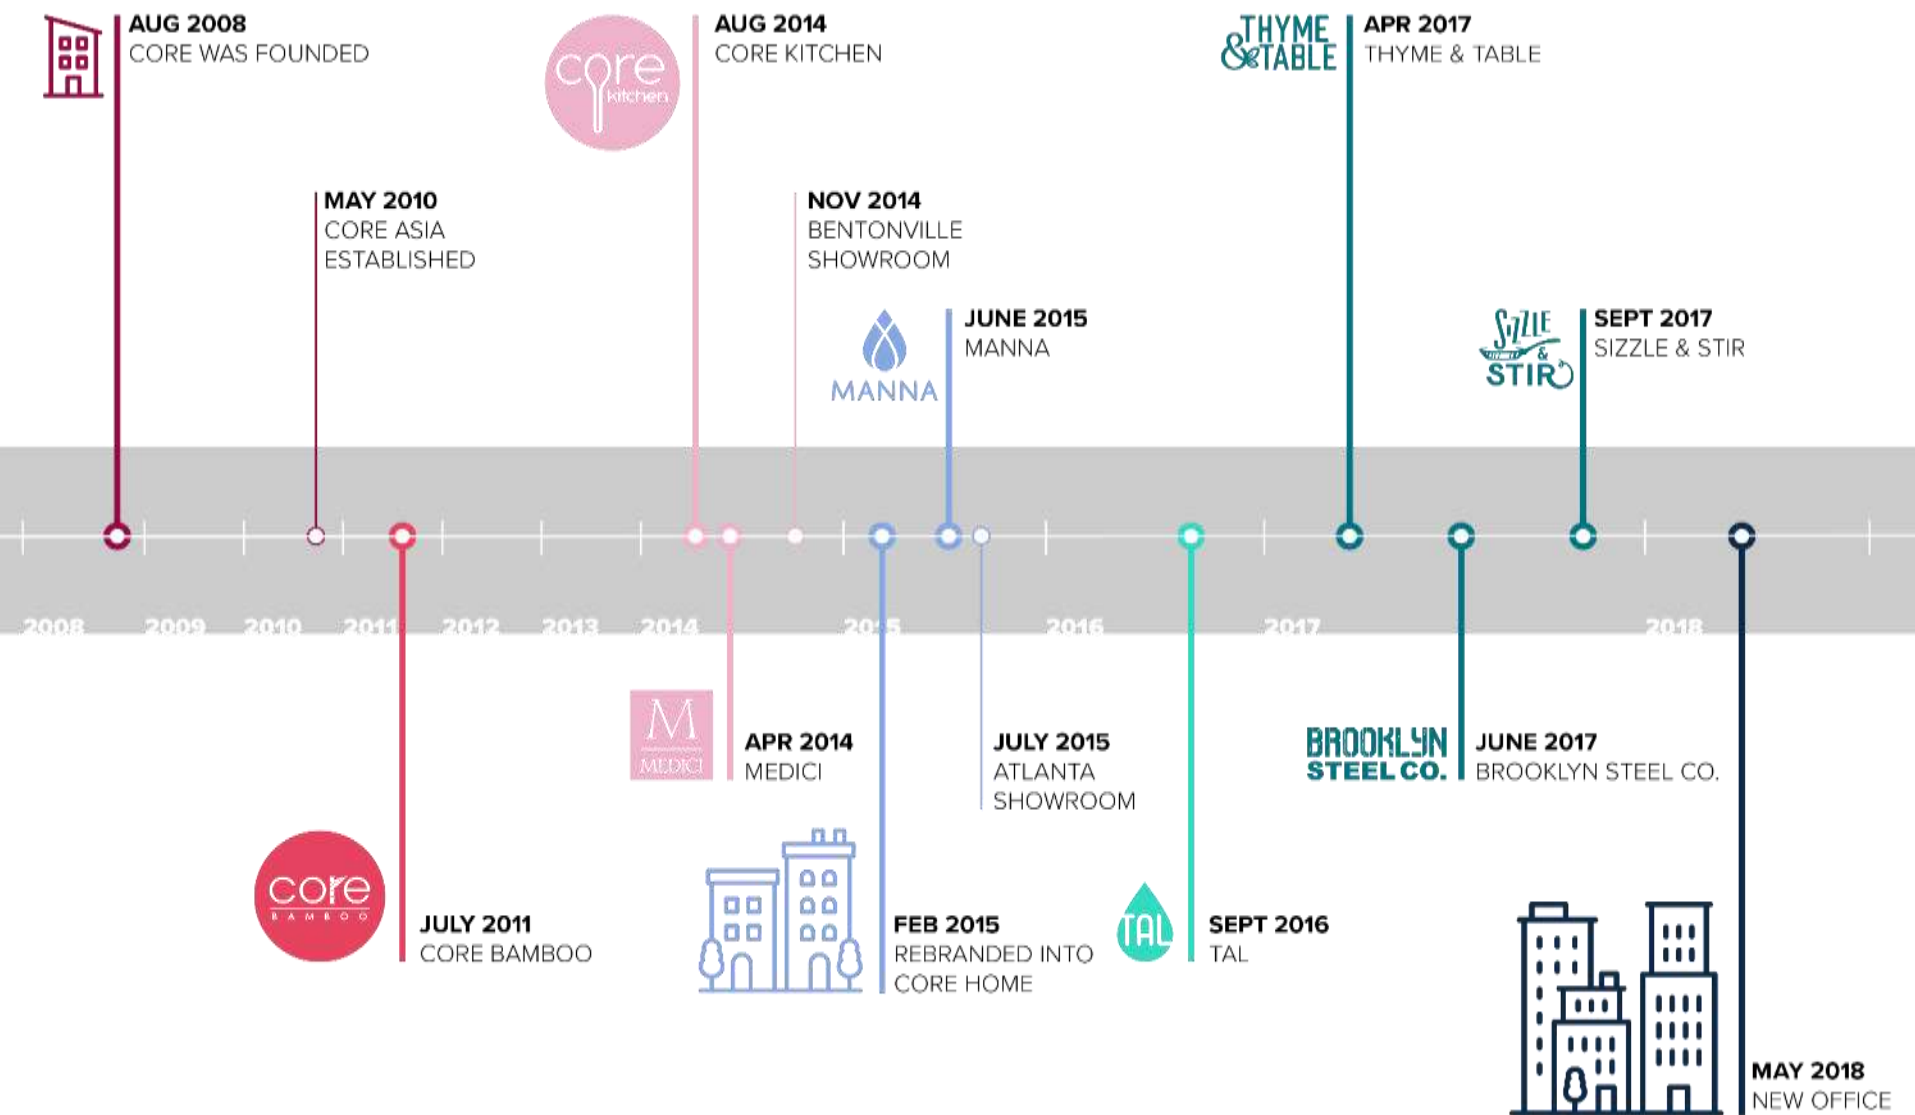 AUG 2008
CORE WAS FOUNDED
core
kitchen
AUG 2014
CORE KITCHEN
THYME
&TABLE
APR 2017
THYME & TABLE
MAY 2010
CORE ASIA
ESTABLISHED
NOV 2014
BENTONVILLE
SHOWROOM
MANNA
JUNE 2015
MANNA
SIZZLE
&
STIR
SEPT 2017
SIZZLE & STIR
2008 2009 2010 2011 2012 2013 2014 2015 2016 2017 2018
M
MEDICI
APR 2014
MEDICI
JULY 2015
ATLANTA
SHOWROOM
BROOKLYN
STEEL CO.
JUNE 2017
BROOKLYN STEEL CO.
core
BAMBOO
JULY 2011
CORE BAMBOO
FEB 2015
REBRANDED INTO
CORE HOME
TAL
SEPT 2016
TAL
MAY 2018
NEW OFFICE